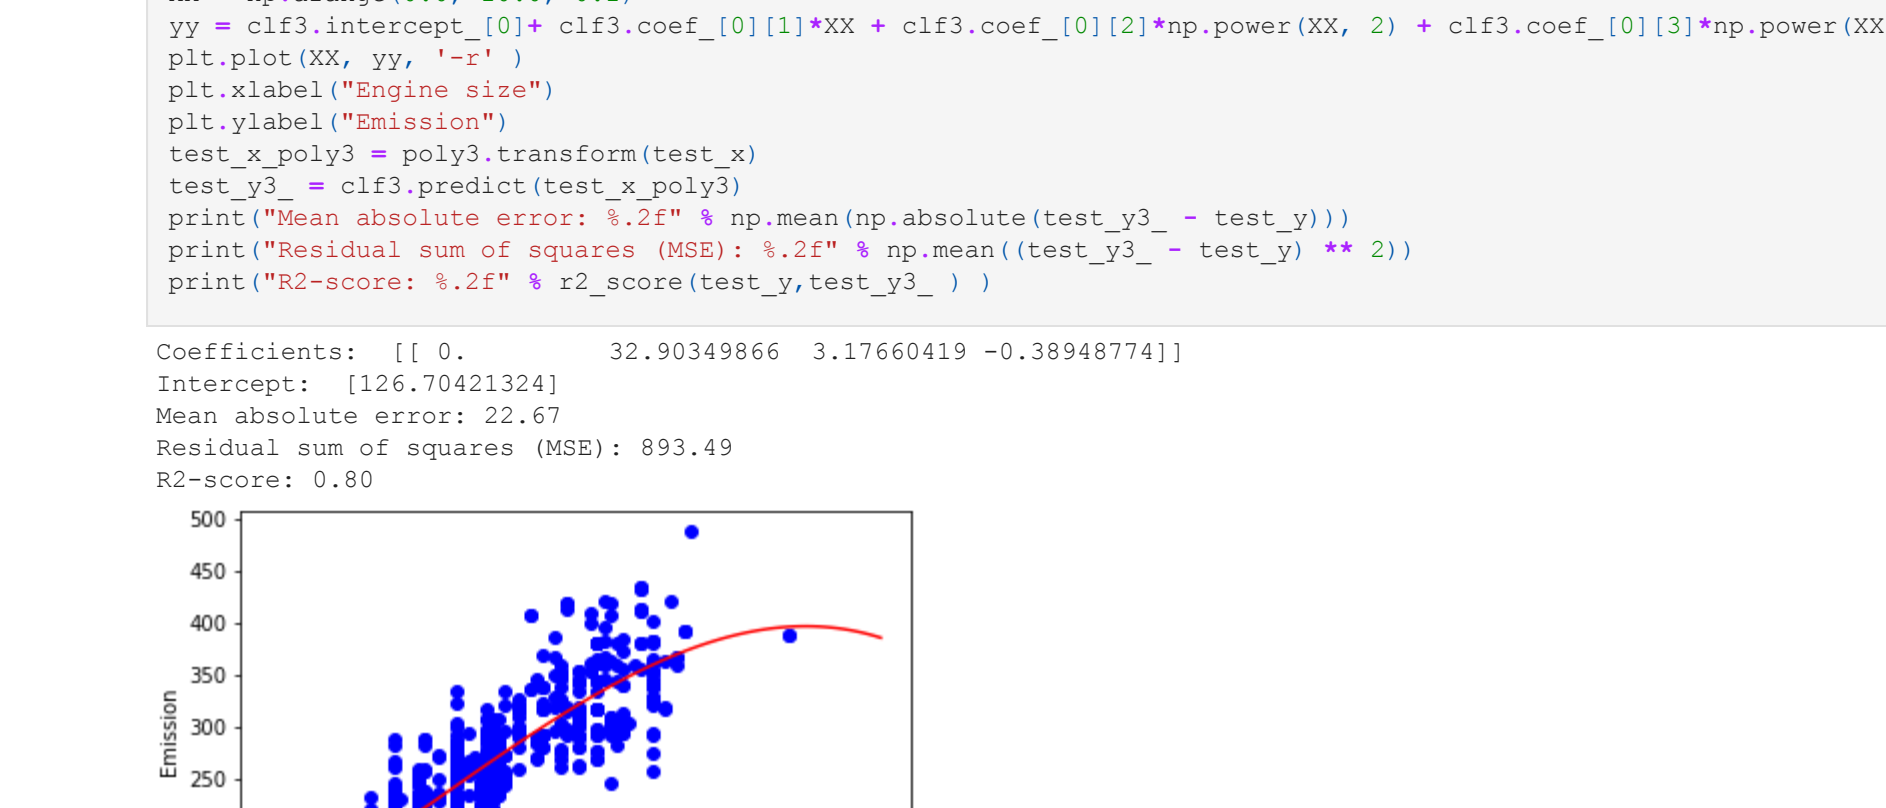 yy = clf3.intercept_[0]+ clf3.coef_[0][1]*XX + clf3.coef_[0][2]*np.power(XX, 2) + clf3.coef_[0][3]*np.power(XX
plt.plot(XX, yy, '-r' )
plt.xlabel("Engine size")
plt.ylabel("Emission")
test_x_poly3 = poly3.transform(test_x)
test_y3_ = clf3.predict(test_x_poly3)
print("Mean absolute error: %.2f" % np.mean(np.absolute(test_y3_ - test_y)))
print("Residual sum of squares (MSE): %.2f" % np.mean((test_y3_ - test_y) ** 2))
print("R2-score: %.2f" % r2_score(test_y,test_y3_ ) )
Coefficients:  [[ 0.         32.90349866  3.17660419 -0.38948774]]
Intercept:  [126.70421324]
Mean absolute error: 22.67
Residual sum of squares (MSE): 893.49
R2-score: 0.80
500
450
400
350
300
250
Emission